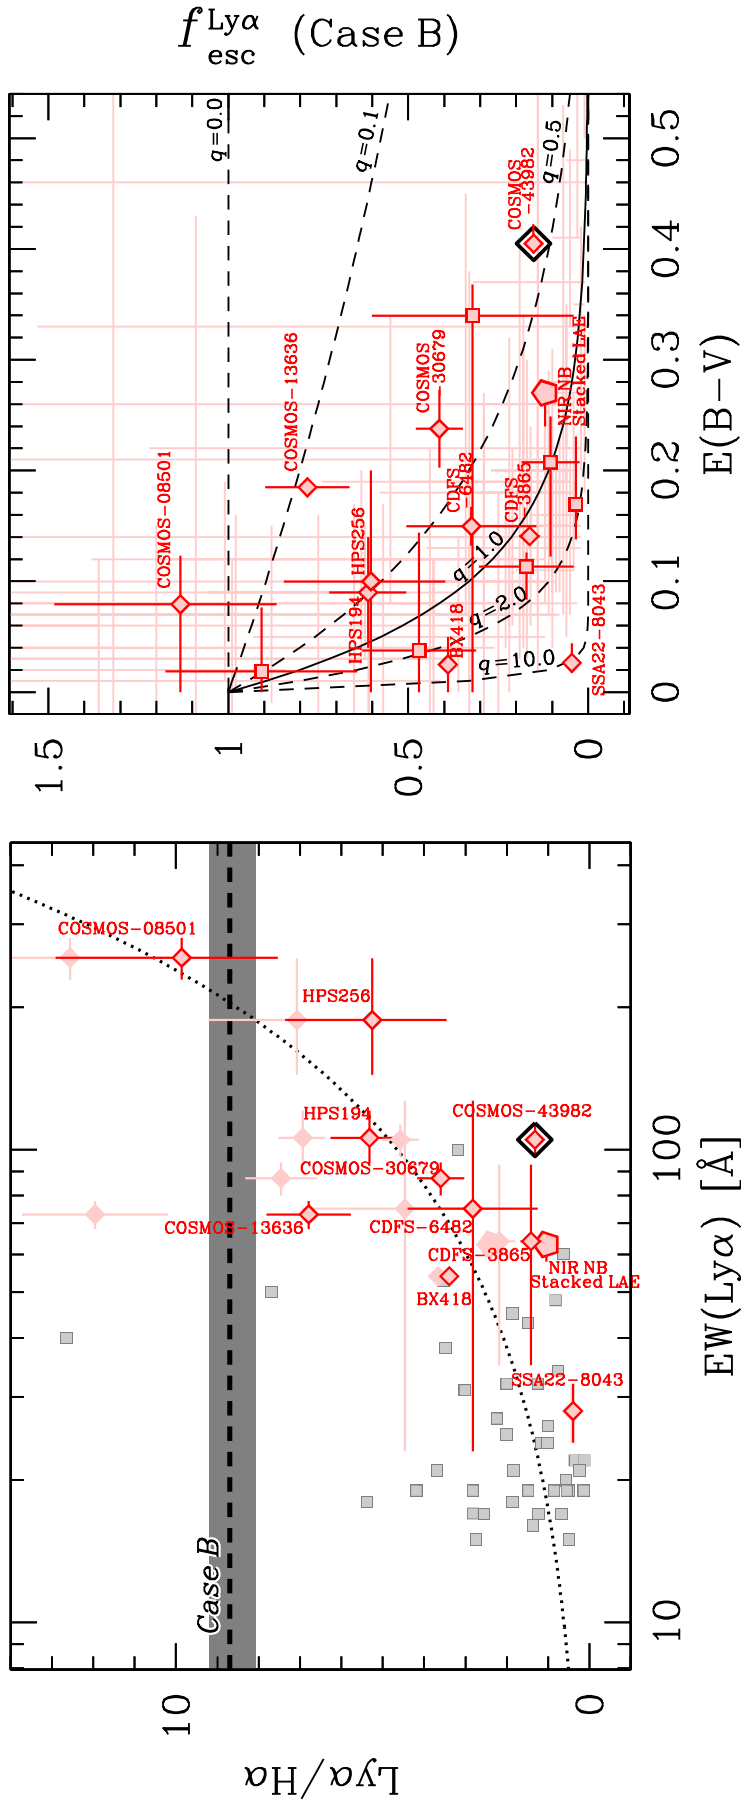 Lyα/Hα
10
0
Case B
COSMOS-08501
HPS256
HPS194
COSMOS-43982
COSMOS-30679
COSMOS-13636
CDFS-6482
CDFS-3865
NIR NB
Stacked LAE
BX418
SSA22-8043
10
100
EW(Lyα) [Å]
f esc Lyα (Case B)
1.5
1
0.5
0
q=0.0
q=0.1
q=0.5
q=1.0
q=2.0
q=10.0
COSMOS-08501
COSMOS-13636
COSMOS
-30679
COSMOS
-43982
HPS256
HPS194
CDFS
-6482
CDFS
-3865
NIR NB
Stacked LAE
BX418
SSA22-8043
0
0.1
0.2
0.3
0.4
0.5
E(B-V)